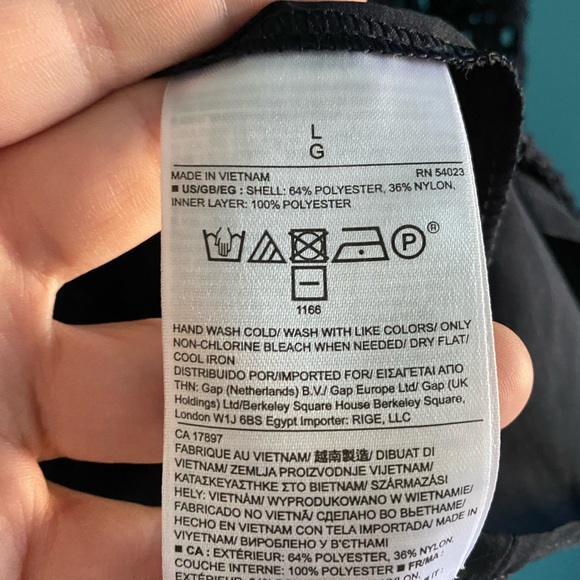 L
G
MADE IN VIETNAM RN 54023
■ US/GB/EG : SHELL: 64% POLYESTER, 36% NYLON,
INNER LAYER: 100% POLYESTER
P ®
1166
HAND WASH COLD/ WASH WITH LIKE COLORS/ ONLY
NON-CHLORINE BLEACH WHEN NEEDED/ DRY FLAT/
COOL IRON
DISTRIBUIDO POR/IMPORTED FOR/ ΕΙΣΑΓΕΤΑΙ ΑΠΟ
ΤΗΝ: Gap (Netherlands) B.V./ Gap Europe Ltd/ Gap (UK
Holdings) Ltd/Berkeley Square House Berkeley Square,
London W1J 6BS Egypt Importer: RIGE, LLC
CA 17897
FABRIQUE AU VIETNAM/ 越南製造/ DIBUAT DI
VIETNAM/ ZEMLJA PROIZVODNJE VIJETNAM/
ΚΑΤΑΣΚΕΥΑΣΤΗΚΕ ΣΤΟ ΒΙΕΤΝΑΜ/ SZÁRMAZÁSI
HELY: VIETNÁM/ WYPRODUKOWANO W WIETNAM/
FABRICADO NO VIETNÃ/ СДЕЛАНО ВО ВЬЕТНАМЕ/
HECHO EN VIETNAM CON TELA IMPORTADA/ MADE IN
VIYETNAM/ ВИРОБЛЕНО У В'ЄТНАМІ
■ CA : EXTÉRIEUR: 64% POLYESTER, 36% NYLON,
COUCHE INTERNE: 100% POLYESTER ■ FR/MA :